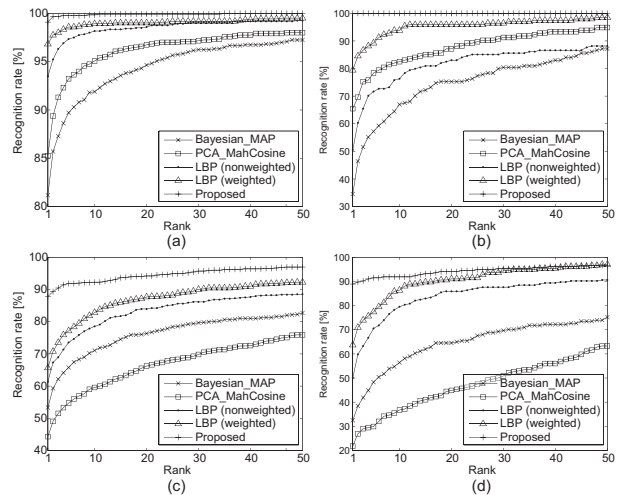 100
95
90
85
80
Recognition rate [%]
1
10
20
30
40
50
Rank
Bayesian_MAP
PCA_MahCosine
LBP (nonweighted)
LBP (weighted)
Proposed
(a)
100
90
80
70
60
50
40
30
Recognition rate [%]
1
10
20
30
40
50
Rank
Bayesian_MAP
PCA_MahCosine
LBP (nonweighted)
LBP (weighted)
Proposed
(b)
100
90
80
70
60
50
40
Recognition rate [%]
1
10
20
30
40
50
Rank
Bayesian_MAP
PCA_MahCosine
LBP (nonweighted)
LBP (weighted)
Proposed
(c)
100
90
80
70
60
50
40
30
20
Recognition rate [%]
1
10
20
30
40
50
Rank
Bayesian_MAP
PCA_MahCosine
LBP (nonweighted)
LBP (weighted)
Proposed
(d)